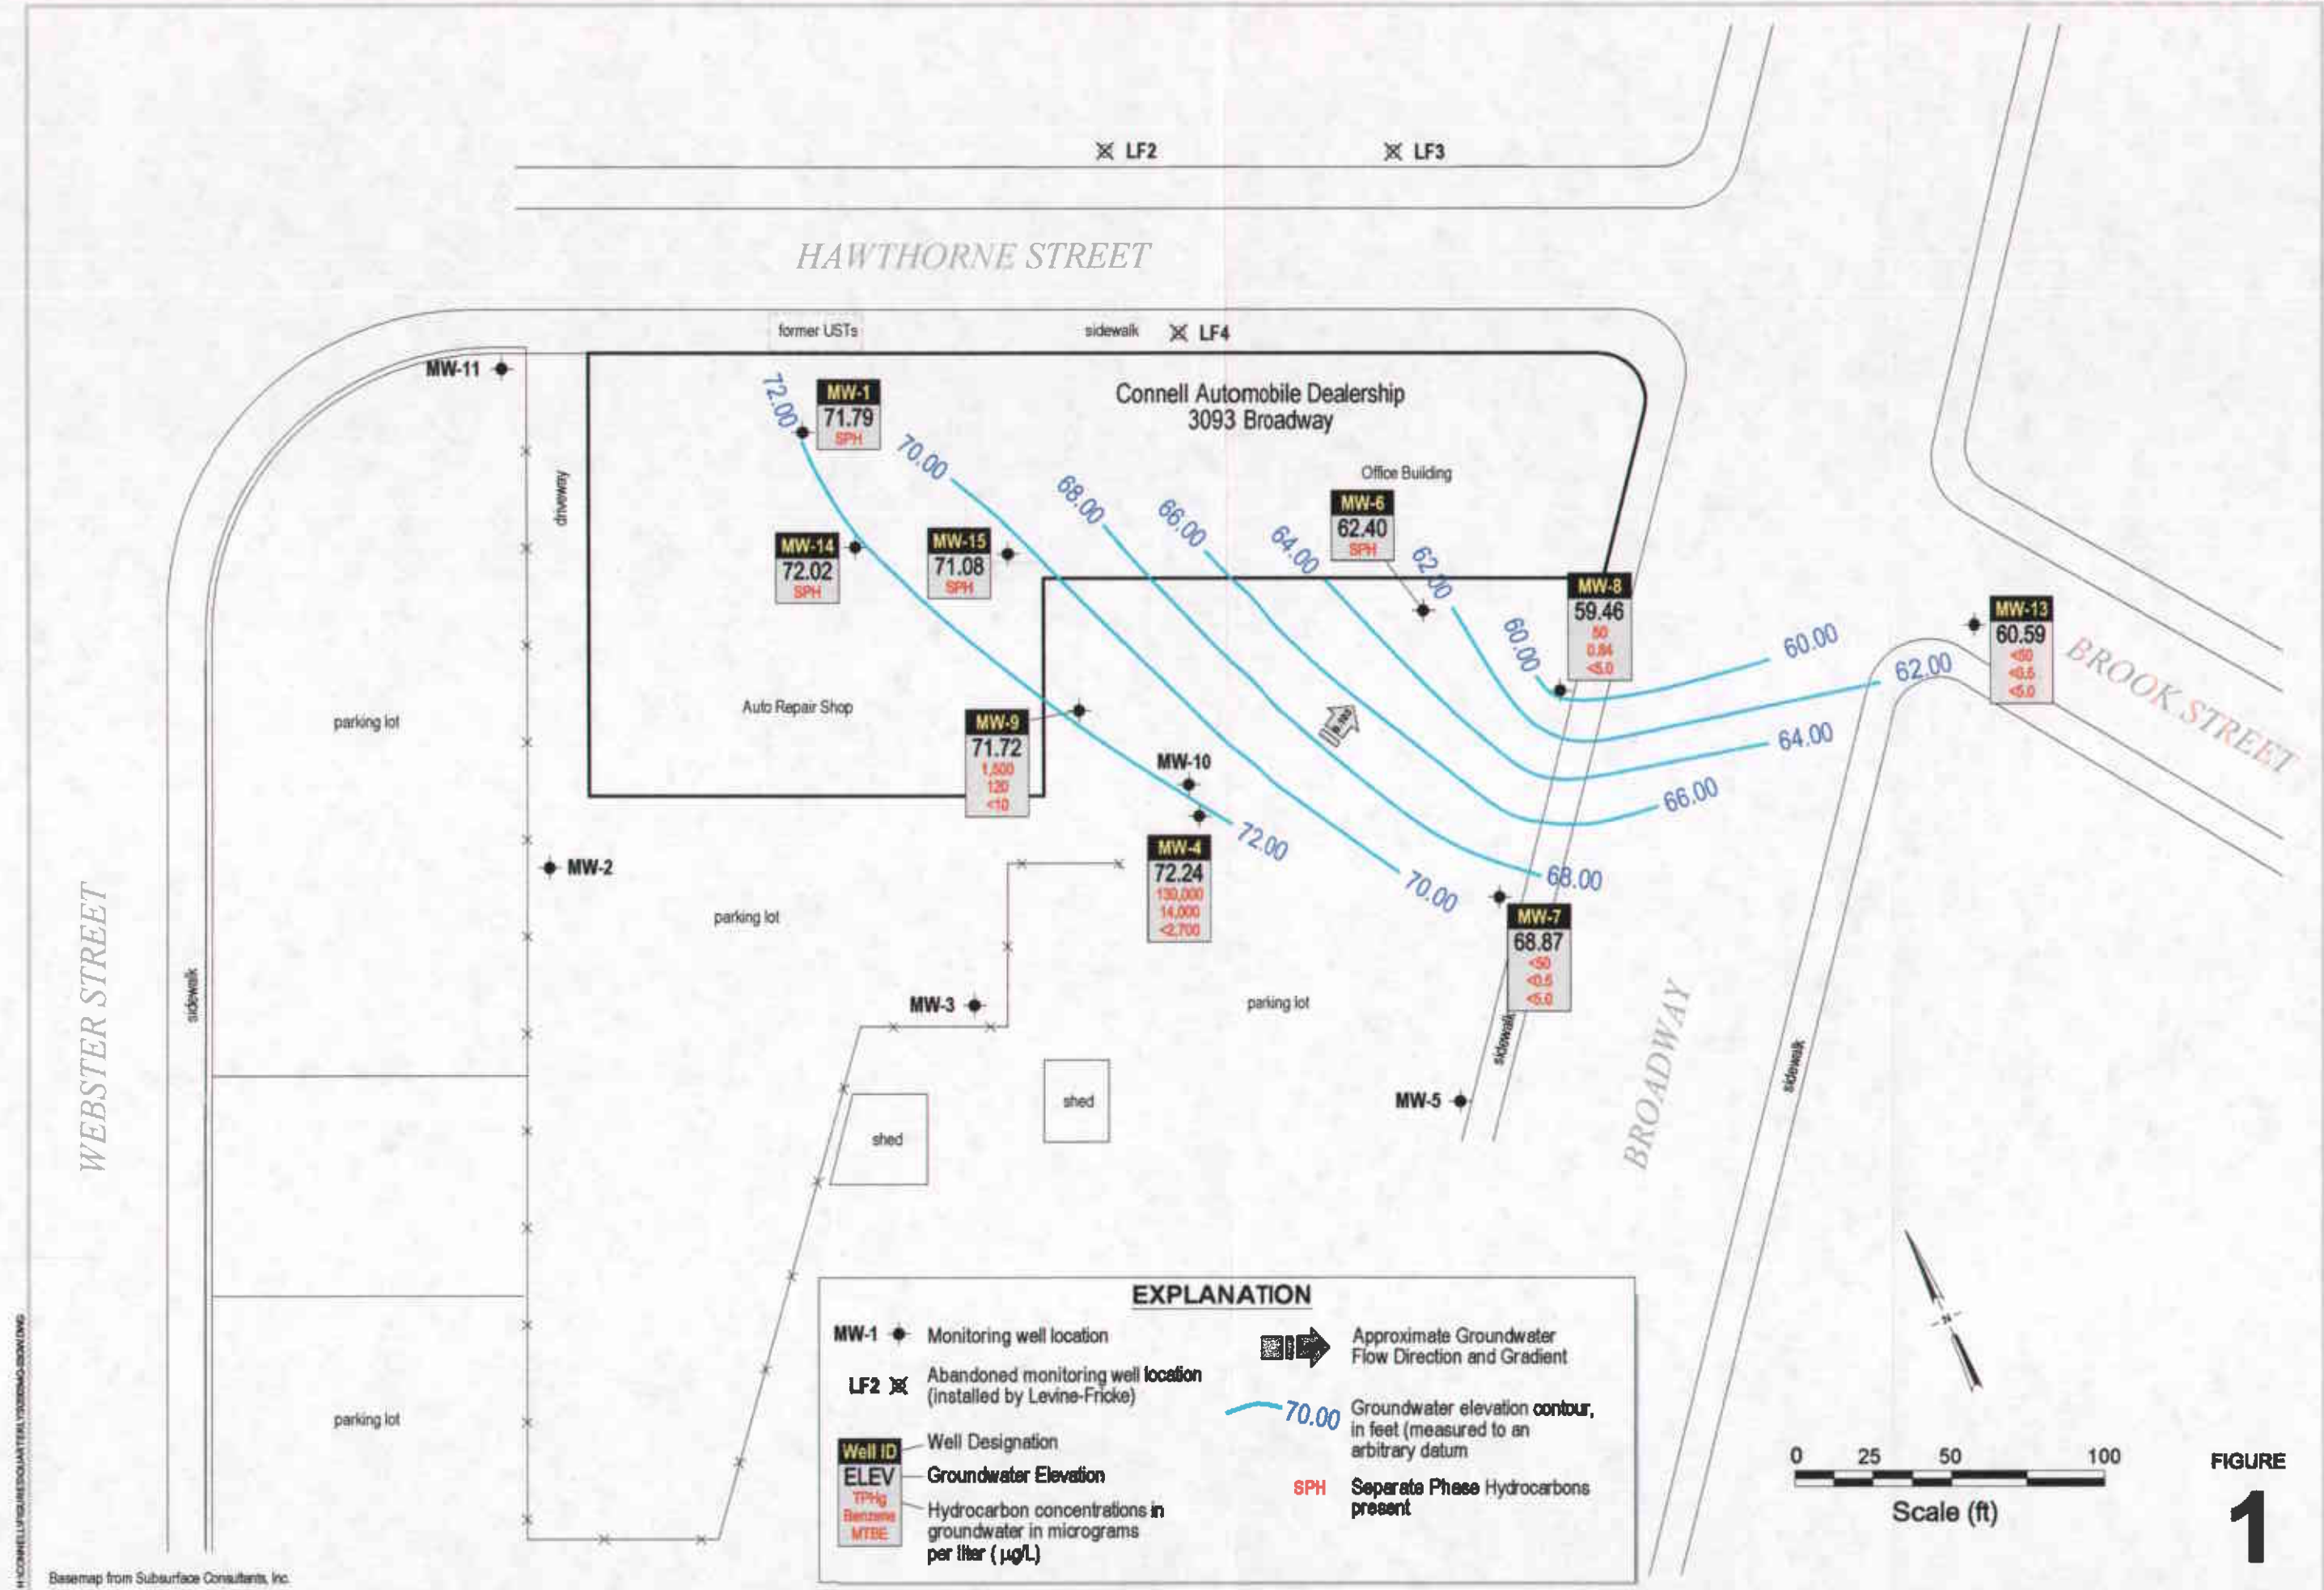 LF2
LF3
HAWTHORNE STREET
former USTs
sidewalk
LF4
MW-11
driveway
Connell Automobile Dealership
3093 Broadway
72.00
MW-1
71.79
SPH
70.00
68.00
66.00
64.00
62.00
60.00
Office Building
MW-6
62.40
SPH
MW-14
72.02
SPH
MW-15
71.08
SPH
MW-8
59.46
50
0.84
<5.0
MW-13
60.59
<50
<0.5
<5.0
BROOK STREET
60.00
62.00
64.00
66.00
68.00
70.00
72.00
parking lot
Auto Repair Shop
MW-9
71.72
1,500
120
<10
MW-10
MW-4
72.24
130,000
14,000
<2,700
MW-2
MW-7
68.87
<50
<0.5
<5.0
WEBSTER STREET
sidewalk
parking lot
MW-3
parking lot
sidewalk
BROADWAY
sidewalk
shed
shed
MW-5
parking lot
EXPLANATION
MW-1
Monitoring well location
LF2
Abandoned monitoring well location
(installed by Levine-Fricke)
Well ID
ELEV
TPHg
Benzene
MTBE
Well Designation
Groundwater Elevation
Hydrocarbon concentrations in
groundwater in micrograms
per liter ( µg/L)
Approximate Groundwater
Flow Direction and Gradient
70.00
Groundwater elevation contour,
in feet (measured to an
arbitrary datum
SPH
Separate Phase Hydrocarbons
present
N
0 25 50 100
Scale (ft)
FIGURE
1
Basemap from Subsurface Consultants, Inc.